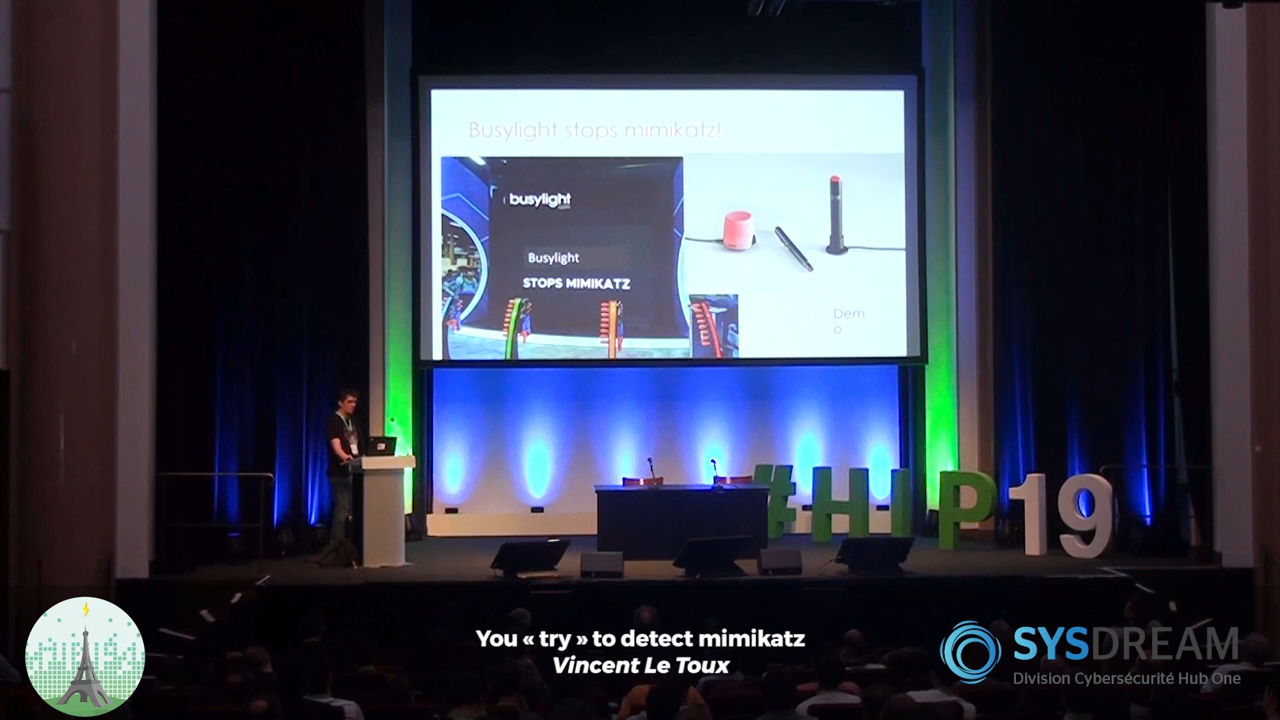 Busylight stops mimikatz!
busylight
.com
Busylight
STOPS MIMIKATZ
Dem
o
#HIP19
You « try » to detect mimikatz
Vincent Le Toux
SYSDREAM
Division Cybersécurité Hub One